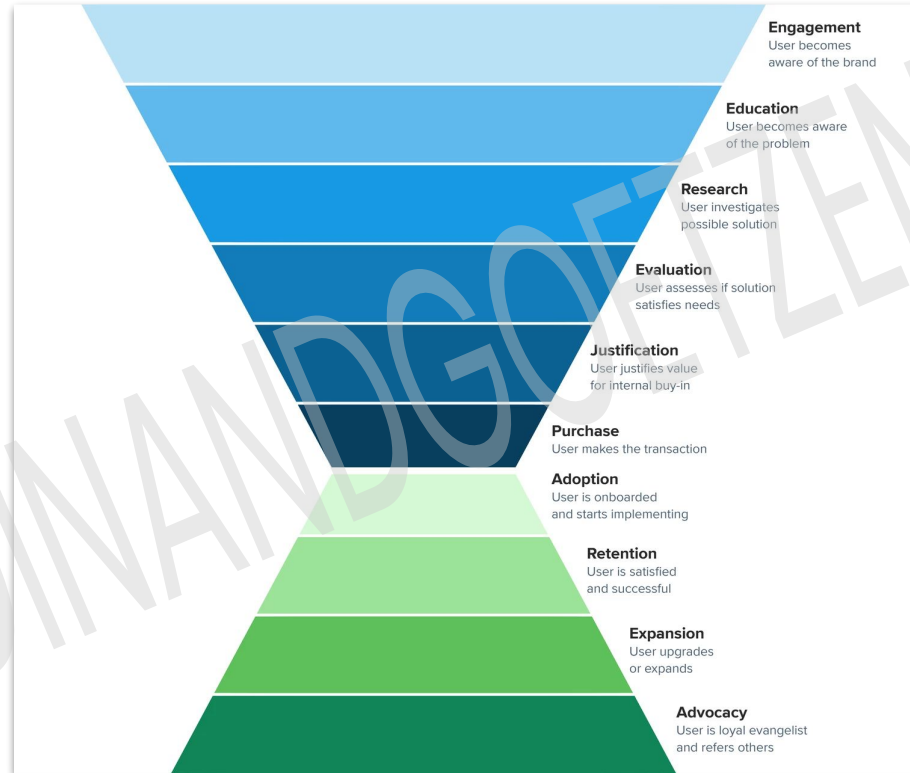 Engagement
User becomes
aware of the brand
Education
User becomes aware
of the problem
Research
User investigates
possible solution
Evaluation
User assesses if solution
satisfies needs
Justification
User justifies value
for internal buy-in
Purchase
User makes the transaction
Adoption
User is onboarded
and starts implementing
Retention
User is satisfied
and successful
Expansion
User upgrades
or expands
Advocacy
User is loyal evangelist
and refers others